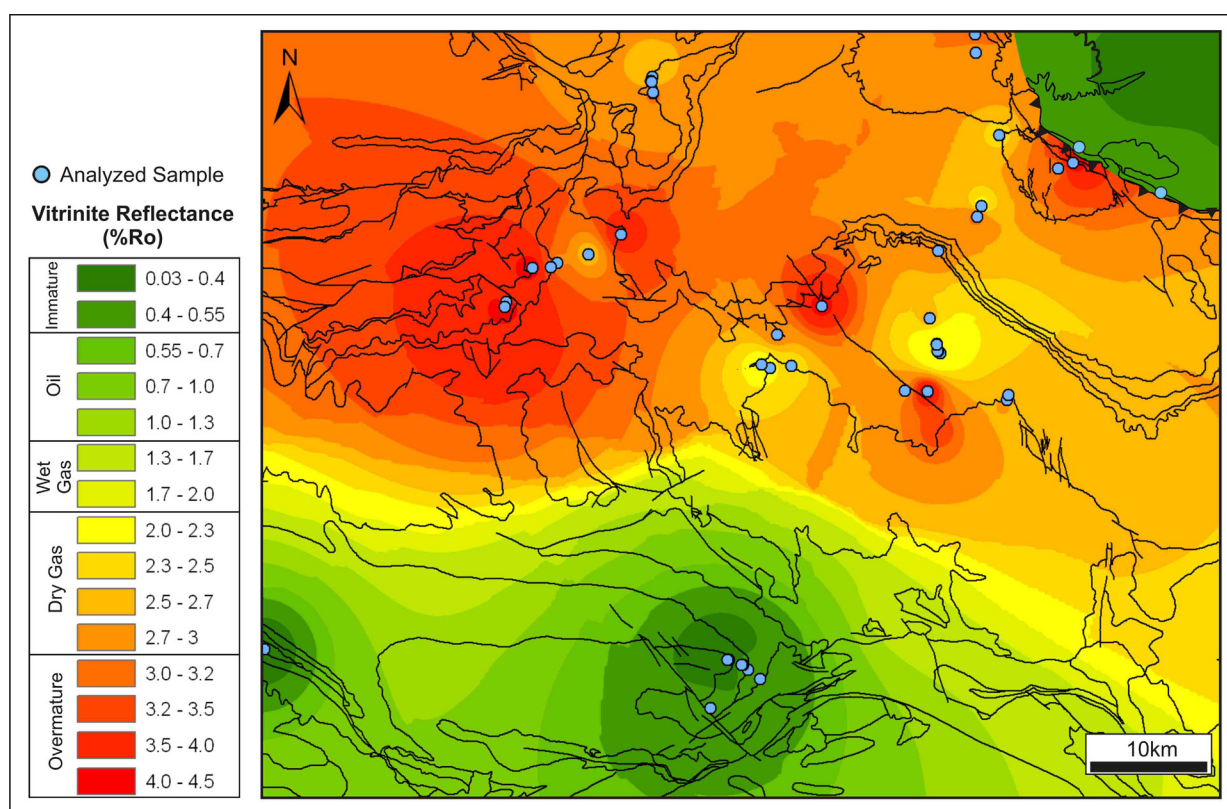 N
Analyzed Sample
Vitrinite Reflectance
(%Ro)
Immature
0.03 - 0.4
0.4 - 0.55
Oil
0.55 - 0.7
0.7 - 1.0
1.0 - 1.3
Wet
Gas
1.3 - 1.7
1.7 - 2.0
Dry Gas
2.0 - 2.3
2.3 - 2.5
2.5 - 2.7
2.7 - 3
Overmature
3.0 - 3.2
3.2 - 3.5
3.5 - 4.0
4.0 - 4.5
10km